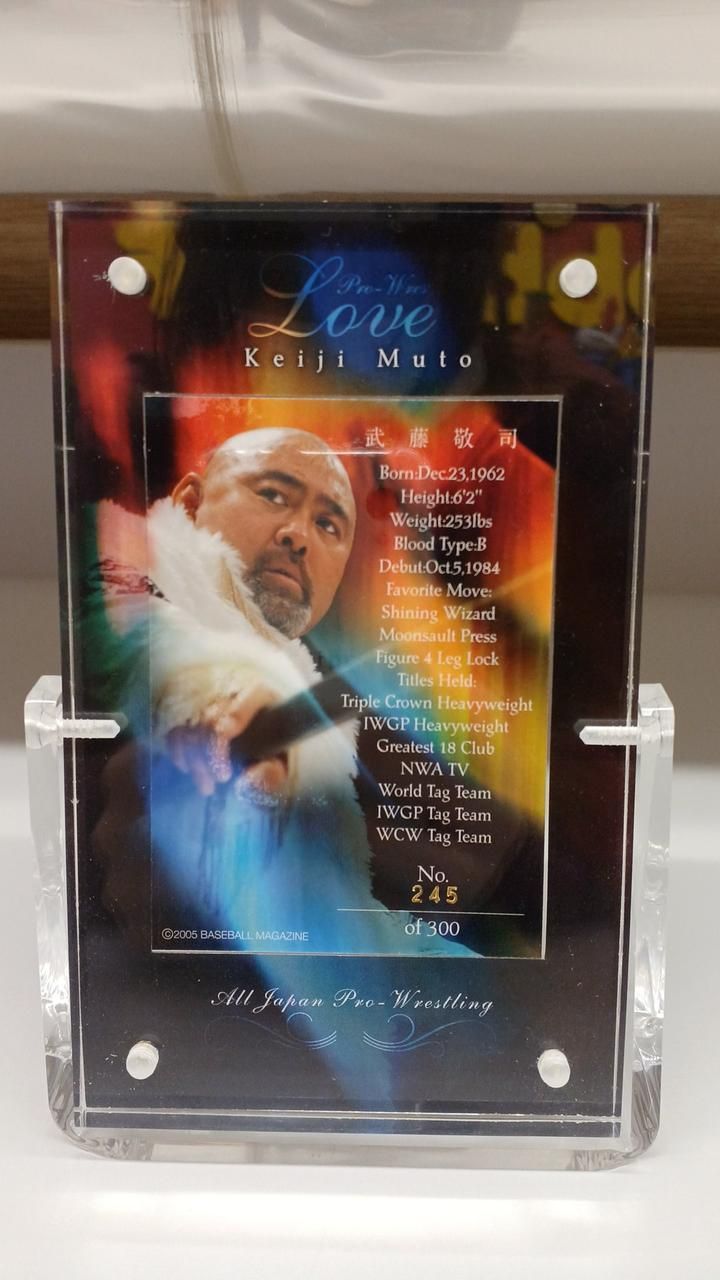 Pro-Wres
Love
Keiji Muto
武藤敬司
Born:Dec.23,1962
Height:6'2"
Weight:253lbs
Blood Type:B
Debut:Oct.5,1984
Favorite Move:
Shining Wizard
Moonsault Press
Figure 4 Leg Lock
Titles Held:
Triple Crown Heavyweight
IWGP Heavyweight
Greatest 18 Club
NWA TV
World Tag Team
IWGP Tag Team
WCW Tag Team
No.
245
of 300
©2005 BASEBALL MAGAZINE
All Japan Pro-Wrestling